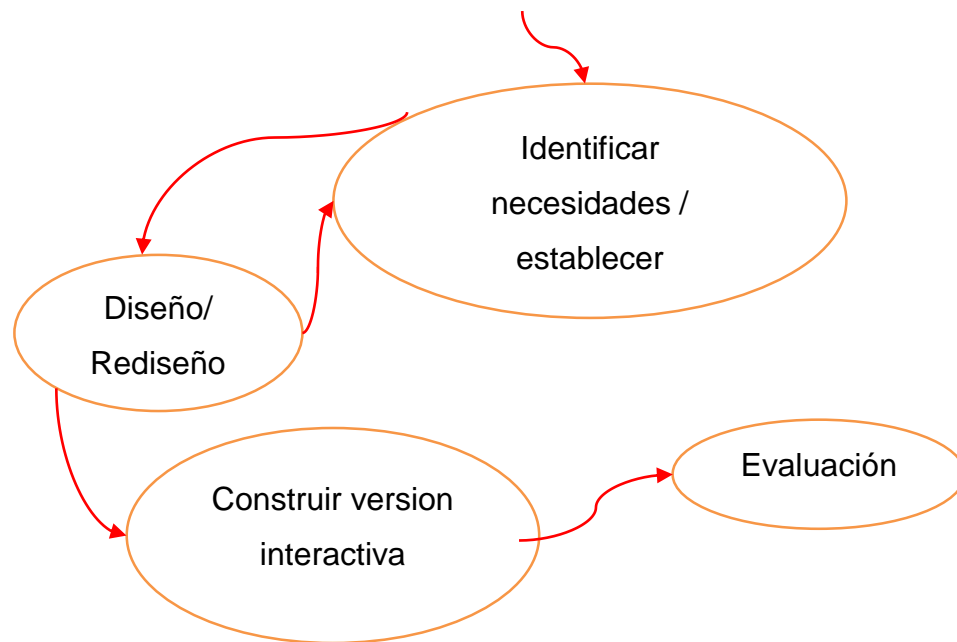 Identificar
necesidades /
establecer
Diseño/
Rediseño
Construir version
interactiva
Evaluación